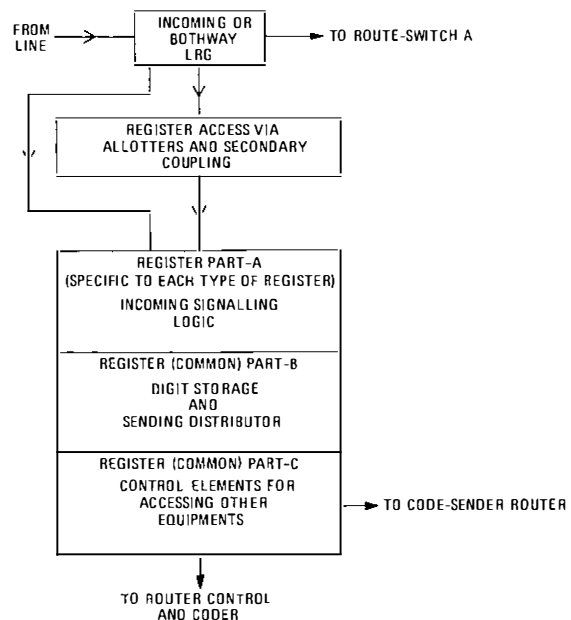 FROM
LINE
INCOMING OR
BOTHWAY
LRG
TO ROUTE-SWITCH A
REGISTER ACCESS VIA
ALLOTTERS AND SECONDARY
COUPLING
REGISTER PART-A
(SPECIFIC TO EACH TYPE OF REGISTER)
INCOMING SIGNALLING
LOGIC
REGISTER (COMMON) PART-B
DIGIT STORAGE
AND
SENDING DISTRIBUTOR
REGISTER (COMMON) PART-C
CONTROL ELEMENTS FOR
ACCESSING OTHER
EQUIPMENTS
TO CODE-SENDER ROUTER
TO ROUTER CONTROL
AND CODER